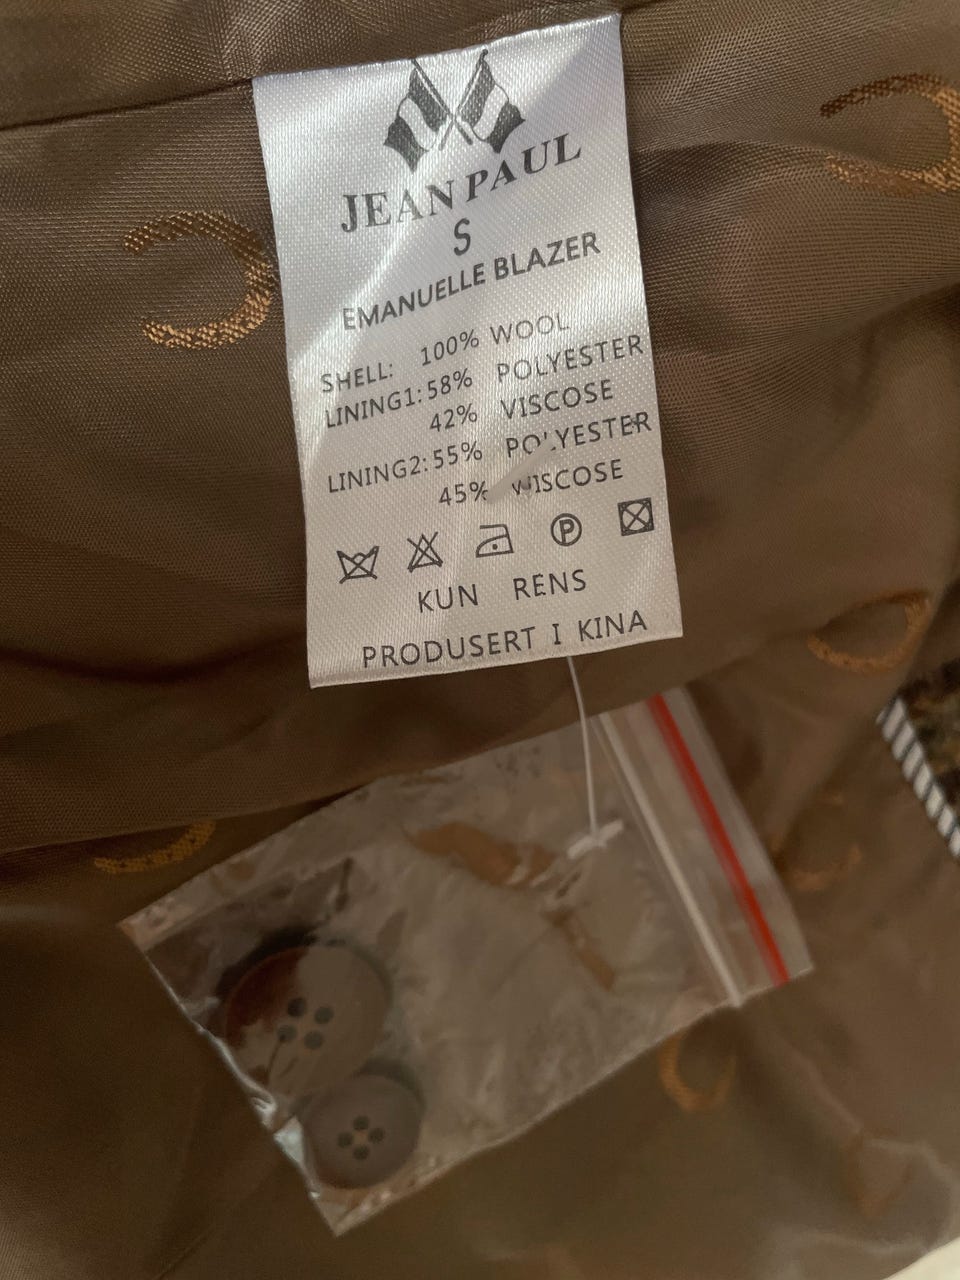 JEAN PAUL
S
EMANUELLE BLAZER
SHELL: 100% WOOL
LINING1: 58% POLYESTER
42% VISCOSE
LINING2: 55% POLYESTER
45% VISCOSE
P
KUN RENS
PRODUSERT I KINA